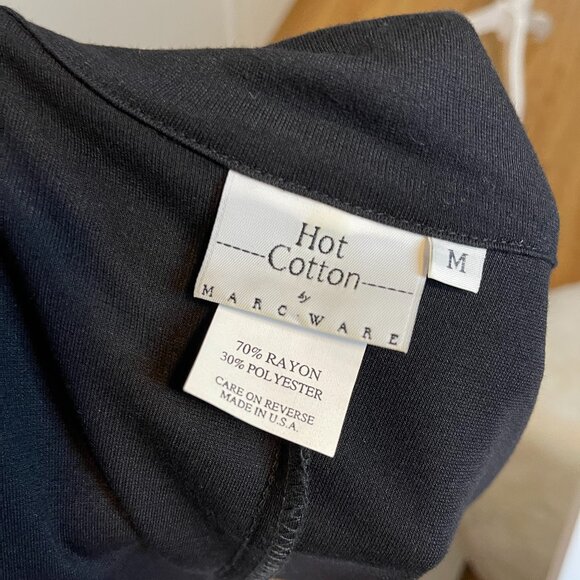 Hot
Cotton
by
MARC·WARE
M
70% RAYON
30% POLYESTER
CARE ON REVERSE
MADE IN U.S.A.